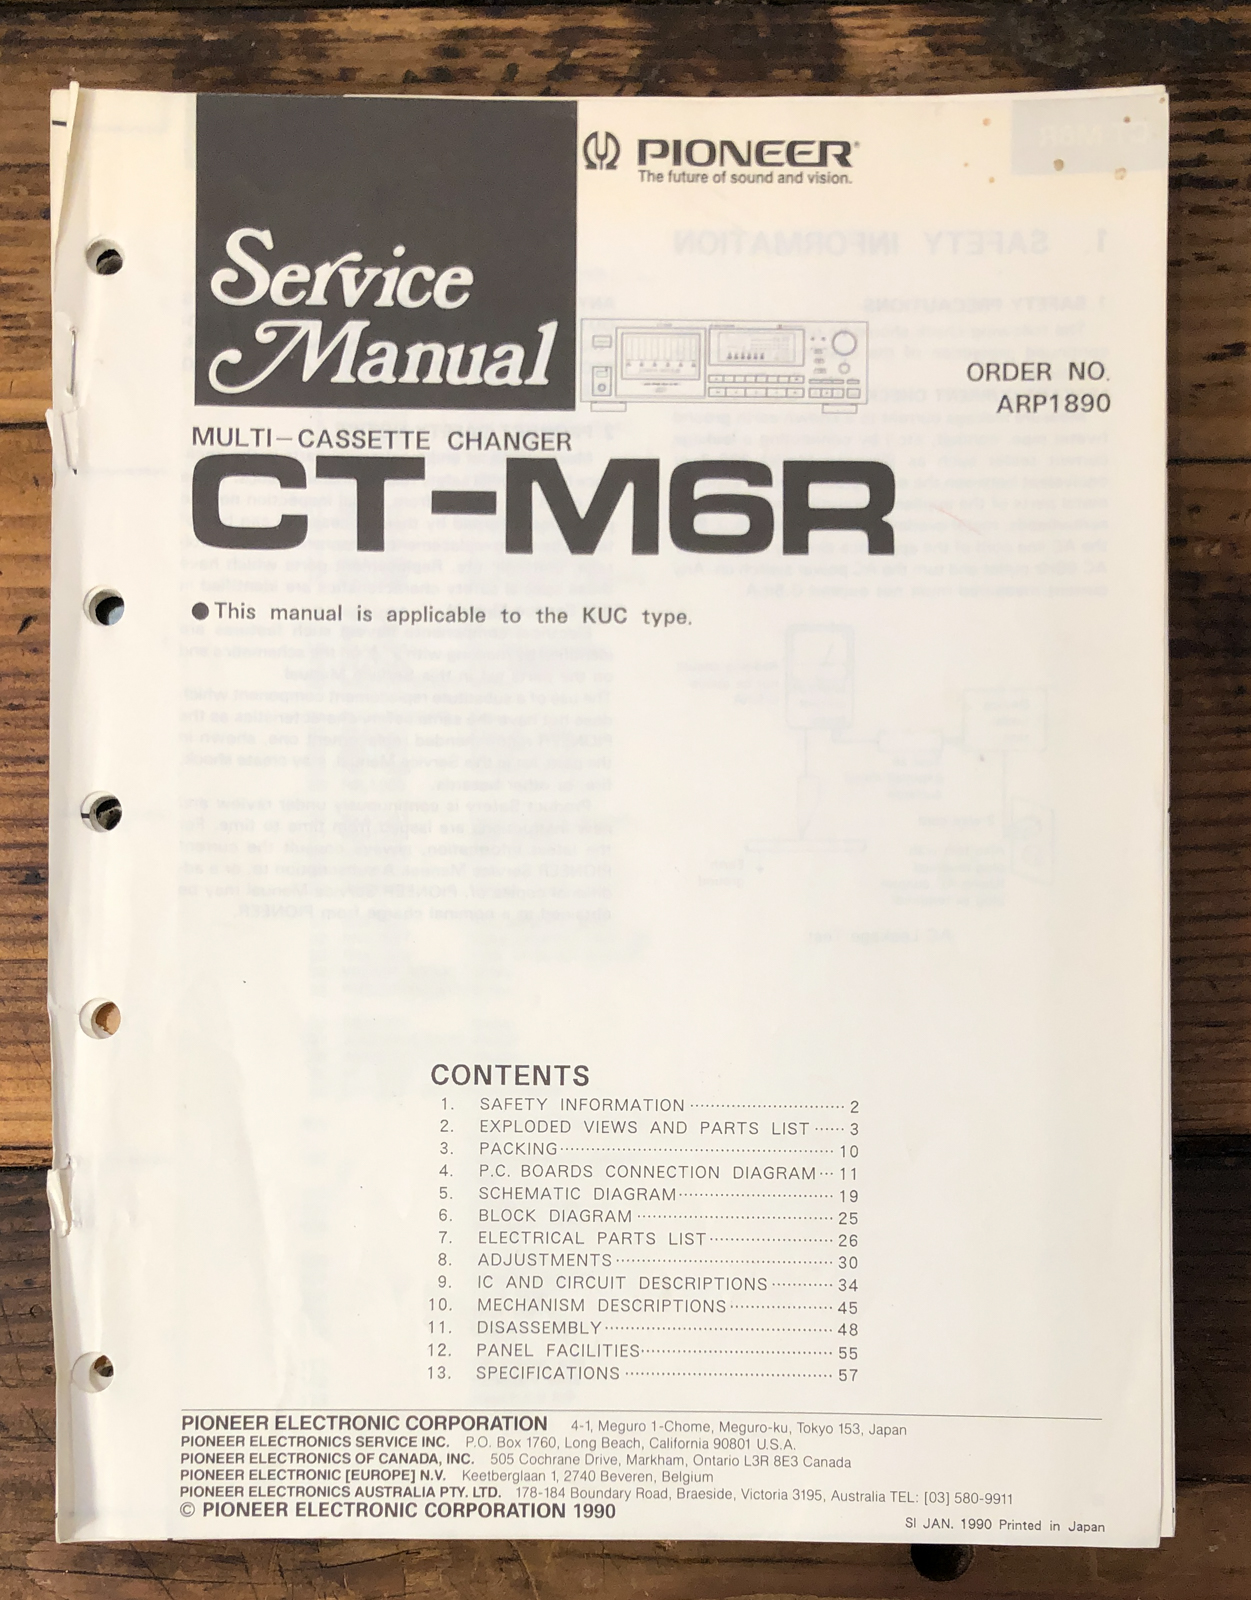 PIONEER®
The future of sound and vision.
Service
Manual
ORDER NO.
ARP1890
MULTI-CASSETTE CHANGER
CT-M6R
●This manual is applicable to the KUC type.
CONTENTS
1. SAFETY INFORMATION ······ 2
2. EXPLODED VIEWS AND PARTS LIST ······ 3
3. PACKING ······ 10
4. P.C. BOARDS CONNECTION DIAGRAM ··· 11
5. SCHEMATIC DIAGRAM ······ 19
6. BLOCK DIAGRAM ······ 25
7. ELECTRICAL PARTS LIST ······ 26
8. ADJUSTMENTS ······ 30
9. IC AND CIRCUIT DESCRIPTIONS ······ 34
10. MECHANISM DESCRIPTIONS ······ 45
11. DISASSEMBLY ······ 48
12. PANEL FACILITIES ······ 55
13. SPECIFICATIONS ······ 57
PIONEER ELECTRONIC CORPORATION 4-1, Meguro 1-Chome, Meguro-ku, Tokyo 153, Japan
PIONEER ELECTRONICS SERVICE INC. P.O. Box 1760, Long Beach, California 90801 U.S.A.
PIONEER ELECTRONICS OF CANADA, INC. 505 Cochrane Drive, Markham, Ontario L3R 8E3 Canada
PIONEER ELECTRONIC [EUROPE] N.V. Keetberglaan 1, 2740 Beveren, Belgium
PIONEER ELECTRONICS AUSTRALIA PTY. LTD. 178-184 Boundary Road, Braeside, Victoria 3195, Australia TEL: [03] 580-9911
© PIONEER ELECTRONIC CORPORATION 1990
SI JAN. 1990 Printed in Japan